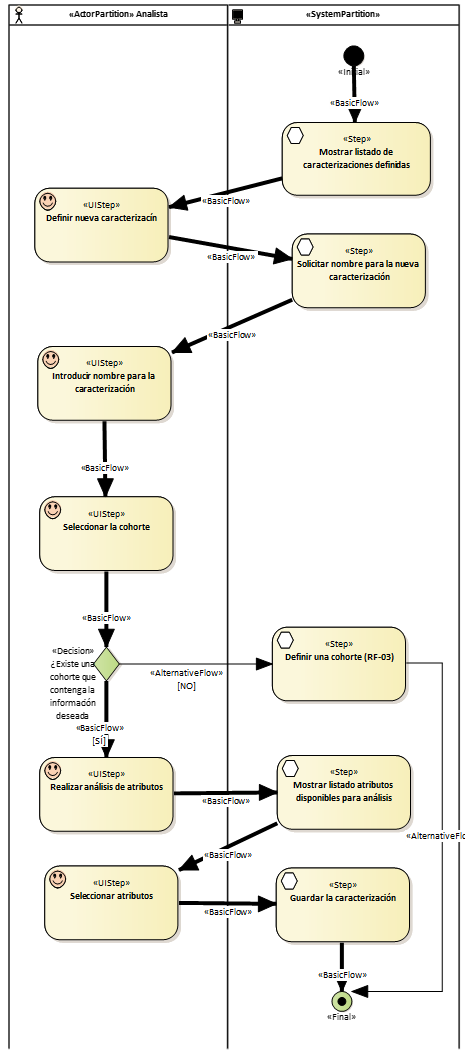 «ActorPartition» Analista
«SystemPartition»
«Initial»
«BasicFlow»
«Step»
Mostrar listado de
caracterizaciones definidas
«BasicFlow»
«UIStep»
Definir nueva caracterizacín
«BasicFlow»
«Step»
Solicitar nombre para la nueva
caracterización
«BasicFlow»
«UIStep»
Introducir nombre para la
caracterización
«BasicFlow»
«UIStep»
Seleccionar la cohorte
«BasicFlow»
«Decision»
¿Existe una
cohorte que
contenga la
información
deseada
«AlternativeFlow»
[NO]
«Step»
Definir una cohorte (RF-03)
«BasicFlow»
[SÍ]
«UIStep»
Realizar análisis de atributos
«BasicFlow»
«Step»
Mostrar listado atributos
disponibles para análisis
«AlternativeFlo
«BasicFlow»
«UIStep»
Seleccionar atributos
«BasicFlow»
«Step»
Guardar la caracterización
«BasicFlow»
«Final»